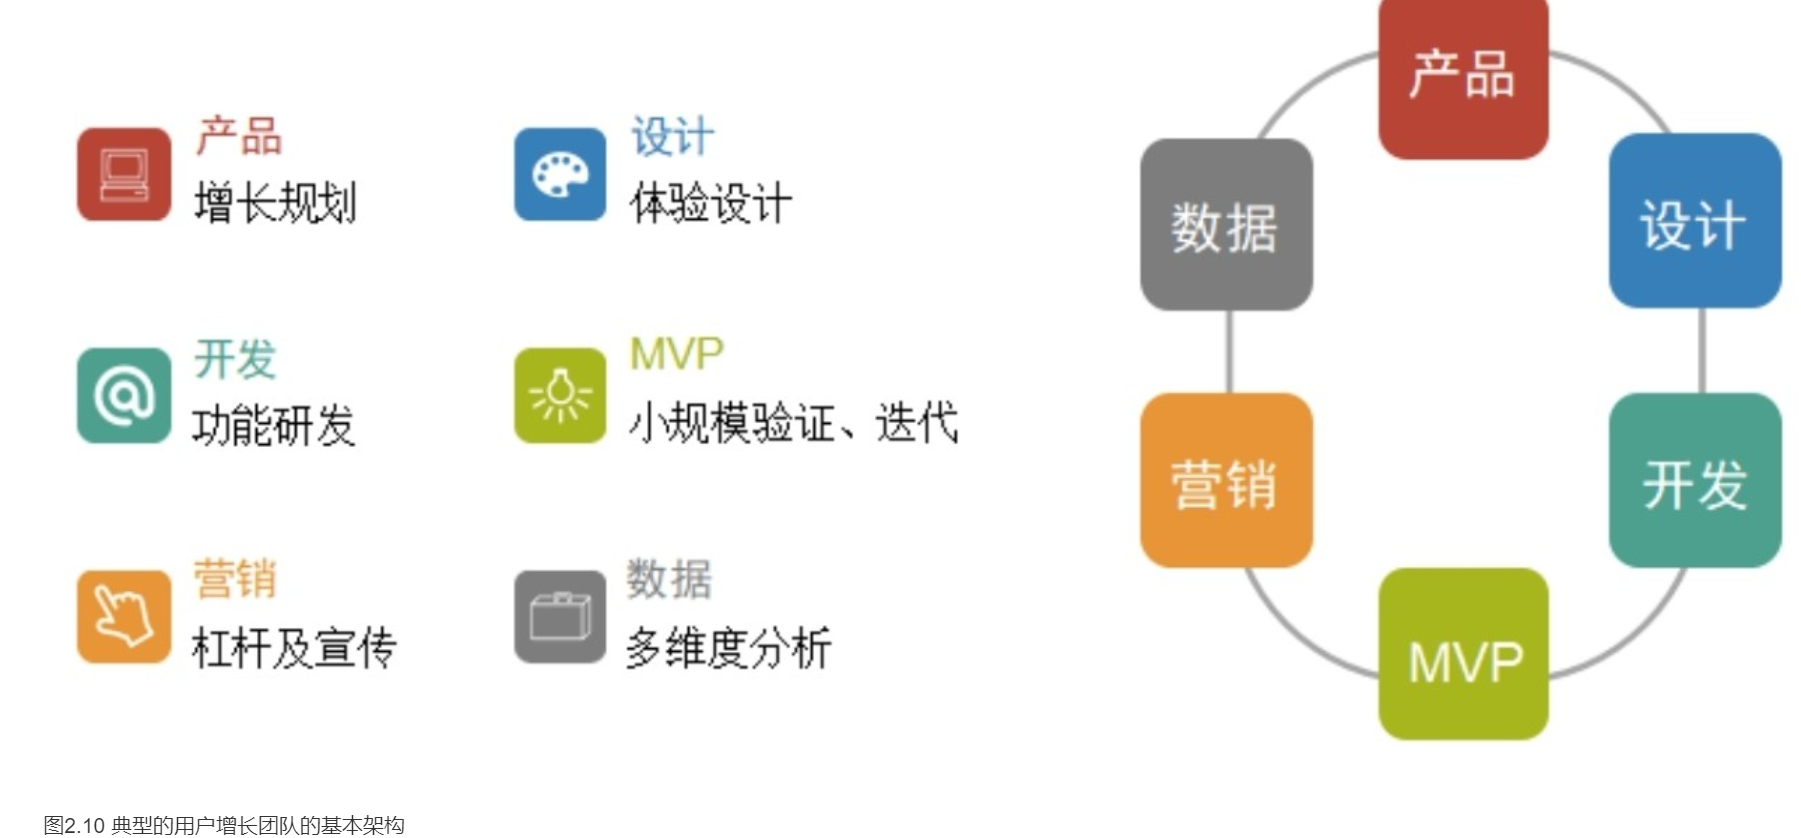 产品
增长规划
设计
体验设计
开发
功能研发
MVP
小规模验证、迭代
营销
杠杆及宣传
数据
多维度分析
产品
设计
开发
MVP
营销
数据
图2.10 典型的用户增长团队的基本架构